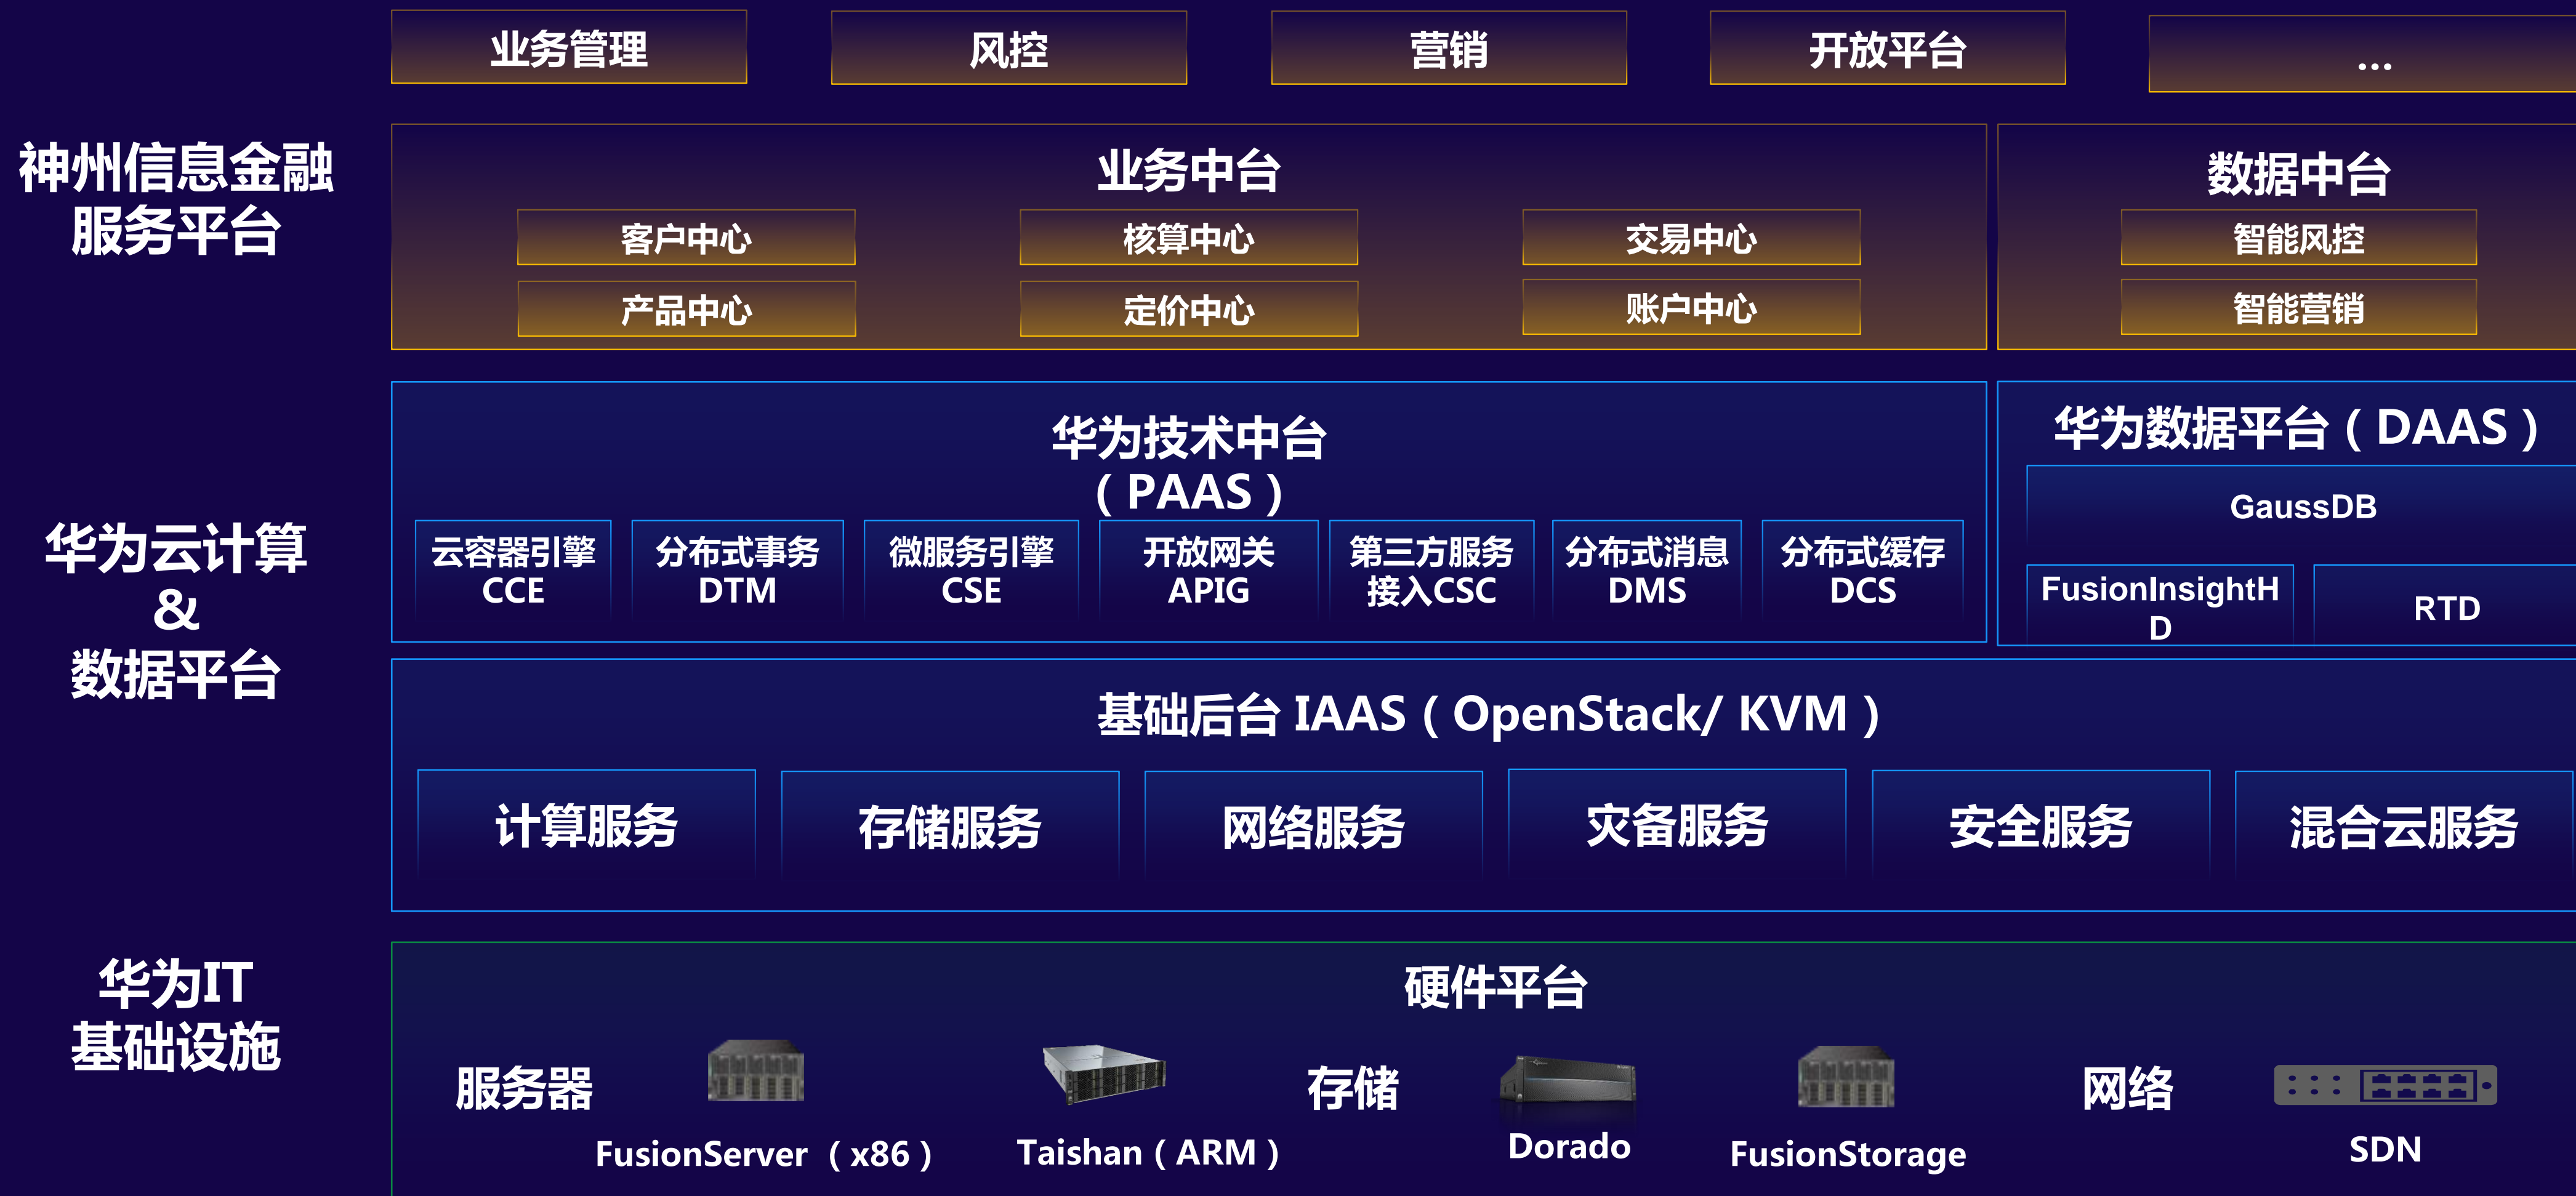 业务管理
风控
营销
开放平台
...
神州信息金融
服务平台
业务中台
客户中心
核算中心
交易中心
产品中心
定价中心
账户中心
数据中台
智能风控
智能营销
华为云计算
&
数据平台
华为技术中台
（PAAS）
云容器引擎
CCE
分布式事务
DTM
微服务引擎
CSE
开放网关
APIG
第三方服务
接入CSC
分布式消息
DMS
分布式缓存
DCS
华为数据平台（DAAS）
GaussDB
FusionInsightH
D
RTD
基础后台 IAAS（OpenStack/ KVM）
计算服务
存储服务
网络服务
灾备服务
安全服务
混合云服务
华为IT
基础设施
硬件平台
服务器
FusionServer （x86）
Taishan（ARM）
存储
Dorado
FusionStorage
网络
SDN